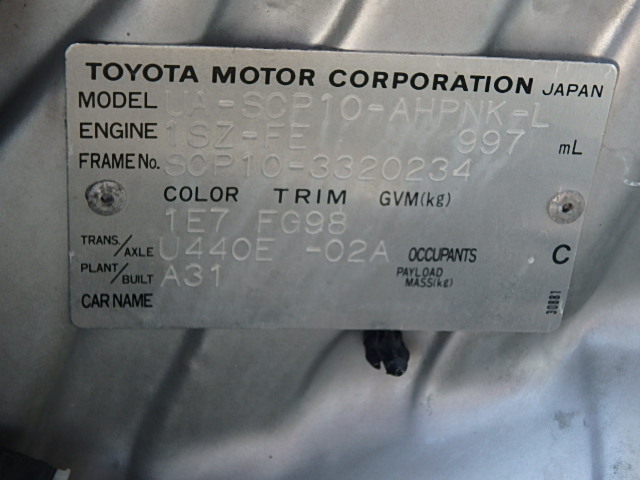 TOYOTA MOTOR CORPORATION JAPAN
MODEL UA-SCP10-AHPNK-L
ENGINE 1SZ-FE 997 mL
FRAME No. SCP10-3320234
COLOR TRIM GVM(kg)
1E7 FG98
TRANS./AXLE U440E -02A OCCUPANTS C
PLANT/BUILT A31 PAYLOAD MASS(kg)
CAR NAME
30881